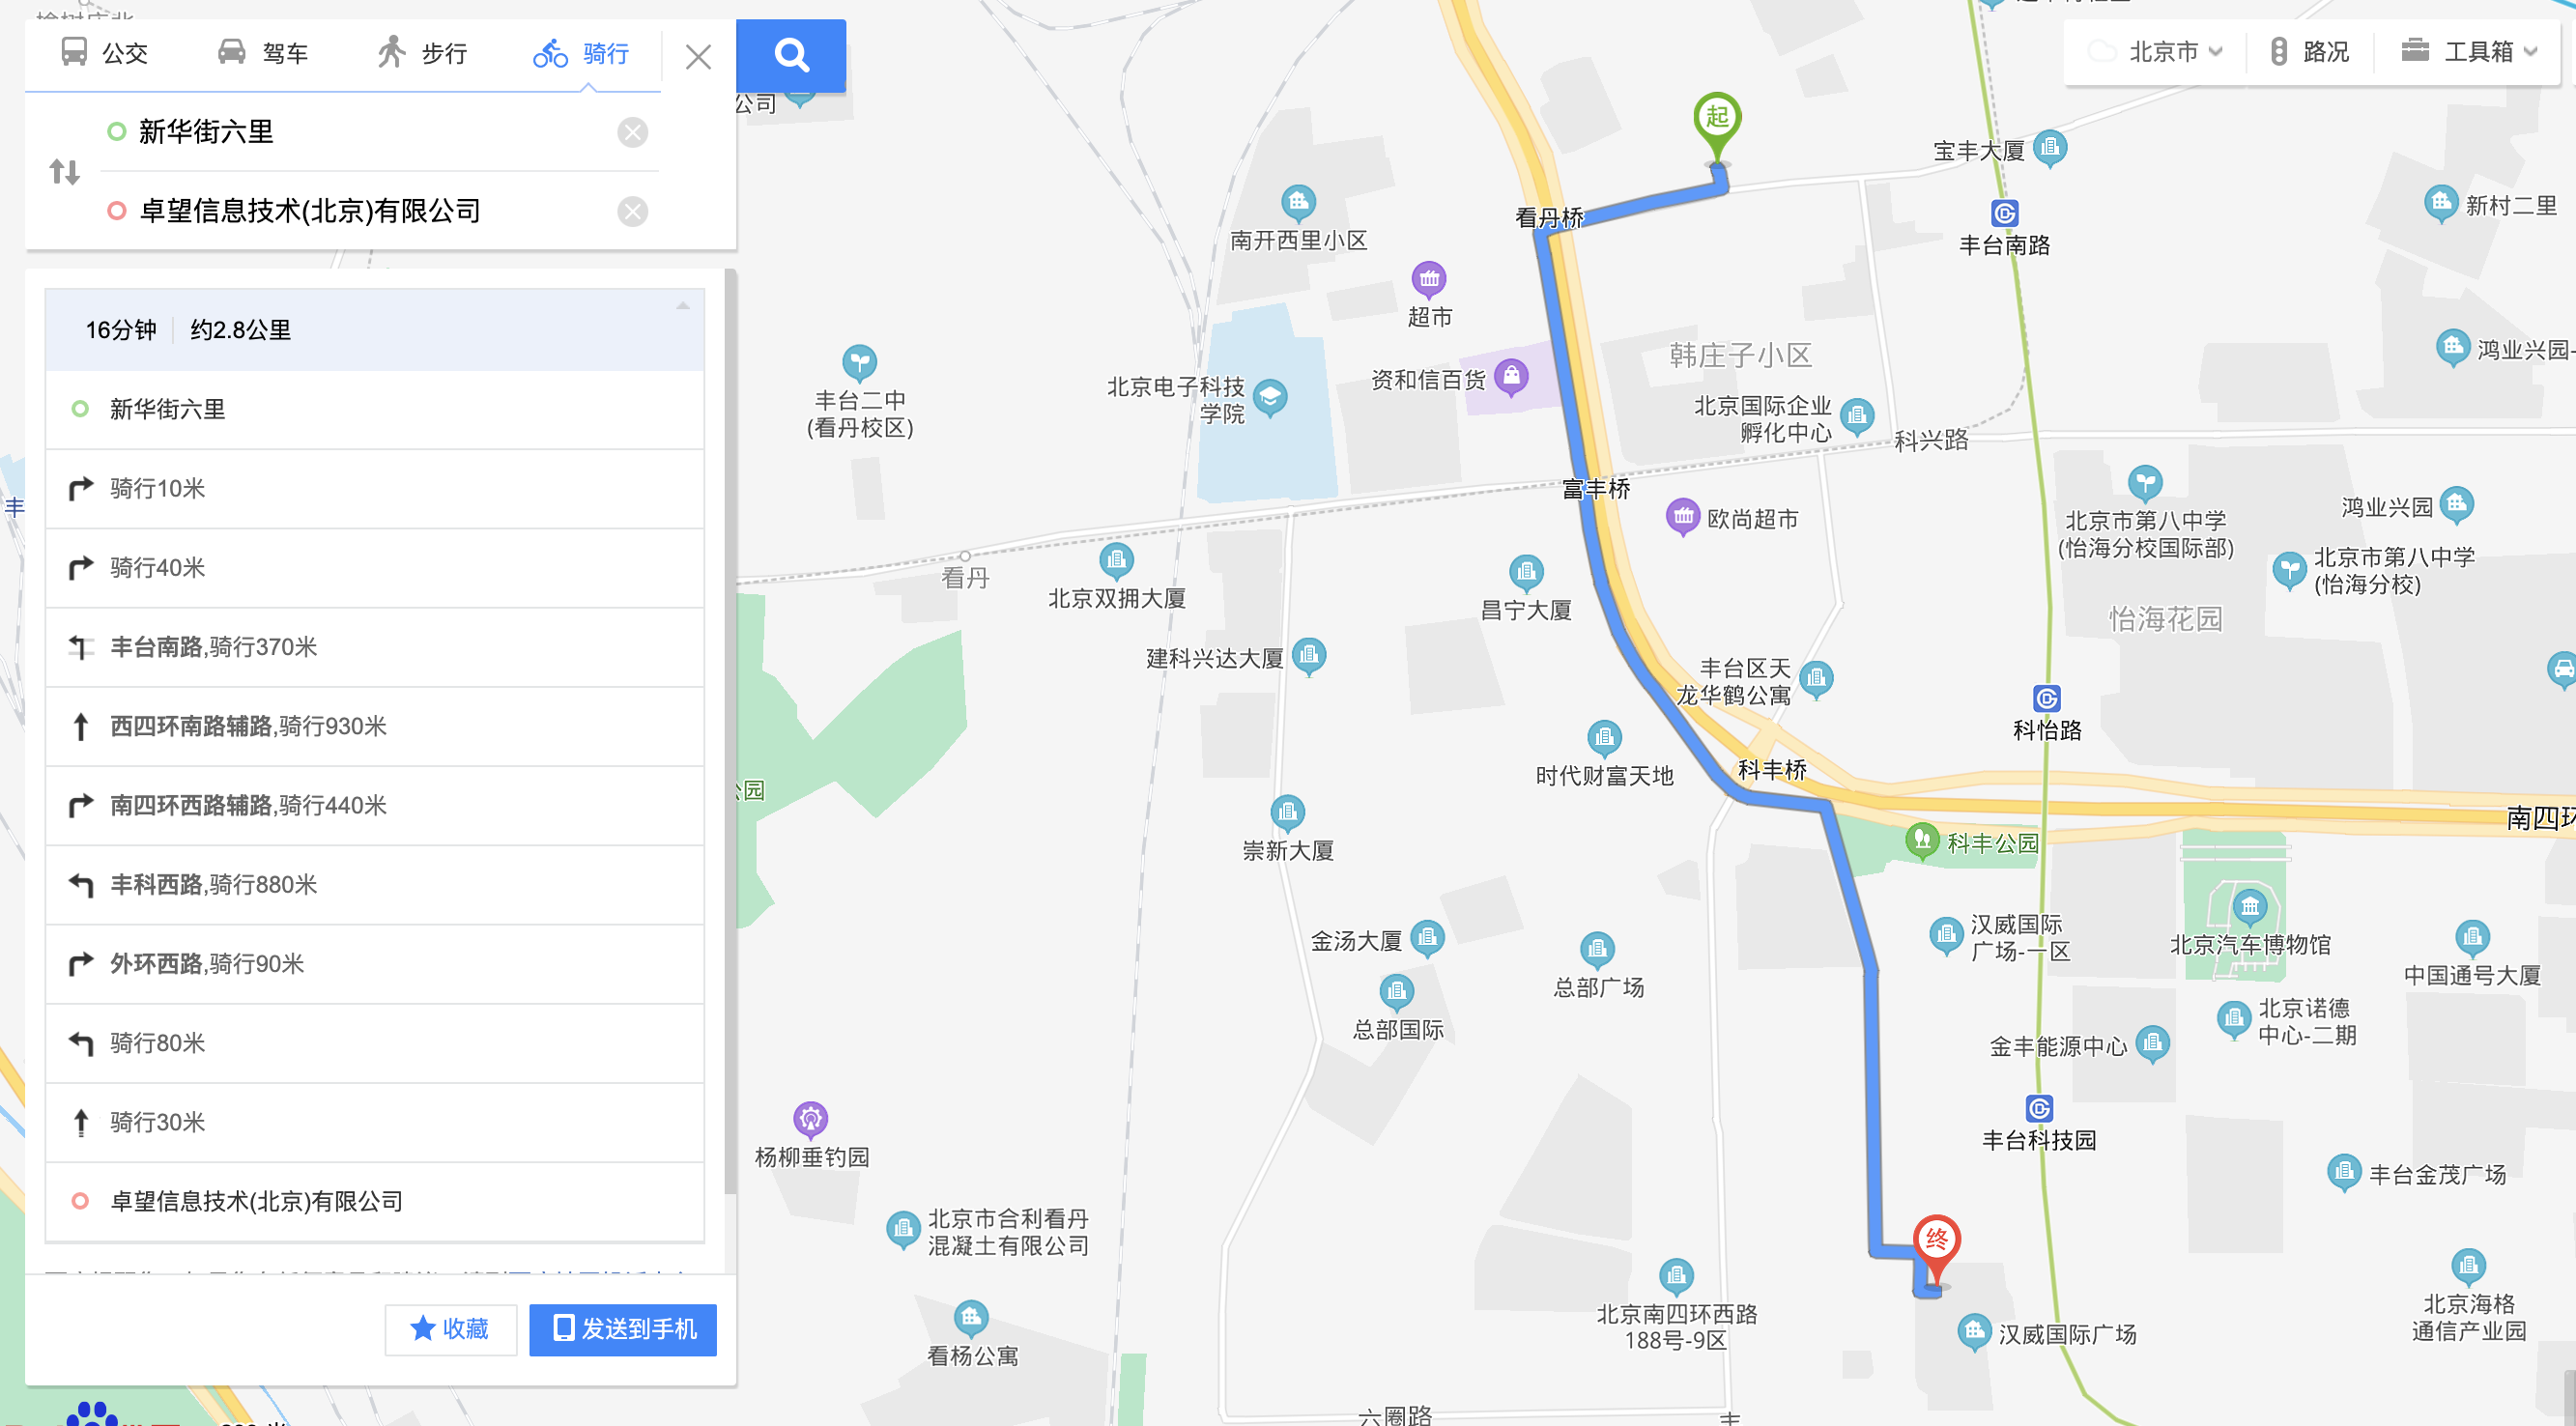 公交
驾车
步行
骑行
新华街六里
卓望信息技术(北京)有限公司
16分钟
约2.8公里
新华街六里
骑行10米
骑行40米
丰台南路,骑行370米
西四环南路辅路,骑行930米
南四环西路辅路,骑行440米
丰科西路,骑行880米
外环西路,骑行90米
骑行80米
骑行30米
卓望信息技术(北京)有限公司
收藏
发送到手机
北京市
路况
工具箱
公司
起
宝丰大厦
看丹桥
新村二里
南开西里小区
丰台南路
超市
韩庄子小区
鸿业兴园-
资和信百货
北京电子科技
学院
丰台二中
(看丹校区)
北京国际企业
孵化中心
科兴路
富丰桥
丰
欧尚超市
鸿业兴园
北京市第八中学
(怡海分校国际部)
北京市第八中学
(怡海分校)
看丹
北京双拥大厦
昌宁大厦
怡海花园
建科兴达大厦
丰台区天
龙华鹤公寓
科怡路
时代财富天地
科丰桥
公园
南四环
崇新大厦
科丰公园
金汤大厦
汉威国际
广场-一区
北京汽车博物馆
中国通号大厦
总部广场
总部国际
北京诺德
中心-二期
金丰能源中心
丰台科技园
杨柳垂钓园
丰台金茂广场
北京市合利看丹
混凝土有限公司
终
北京南四环西路
188号-9区
汉威国际广场
北京海格
通信产业园
看杨公寓
六圈路